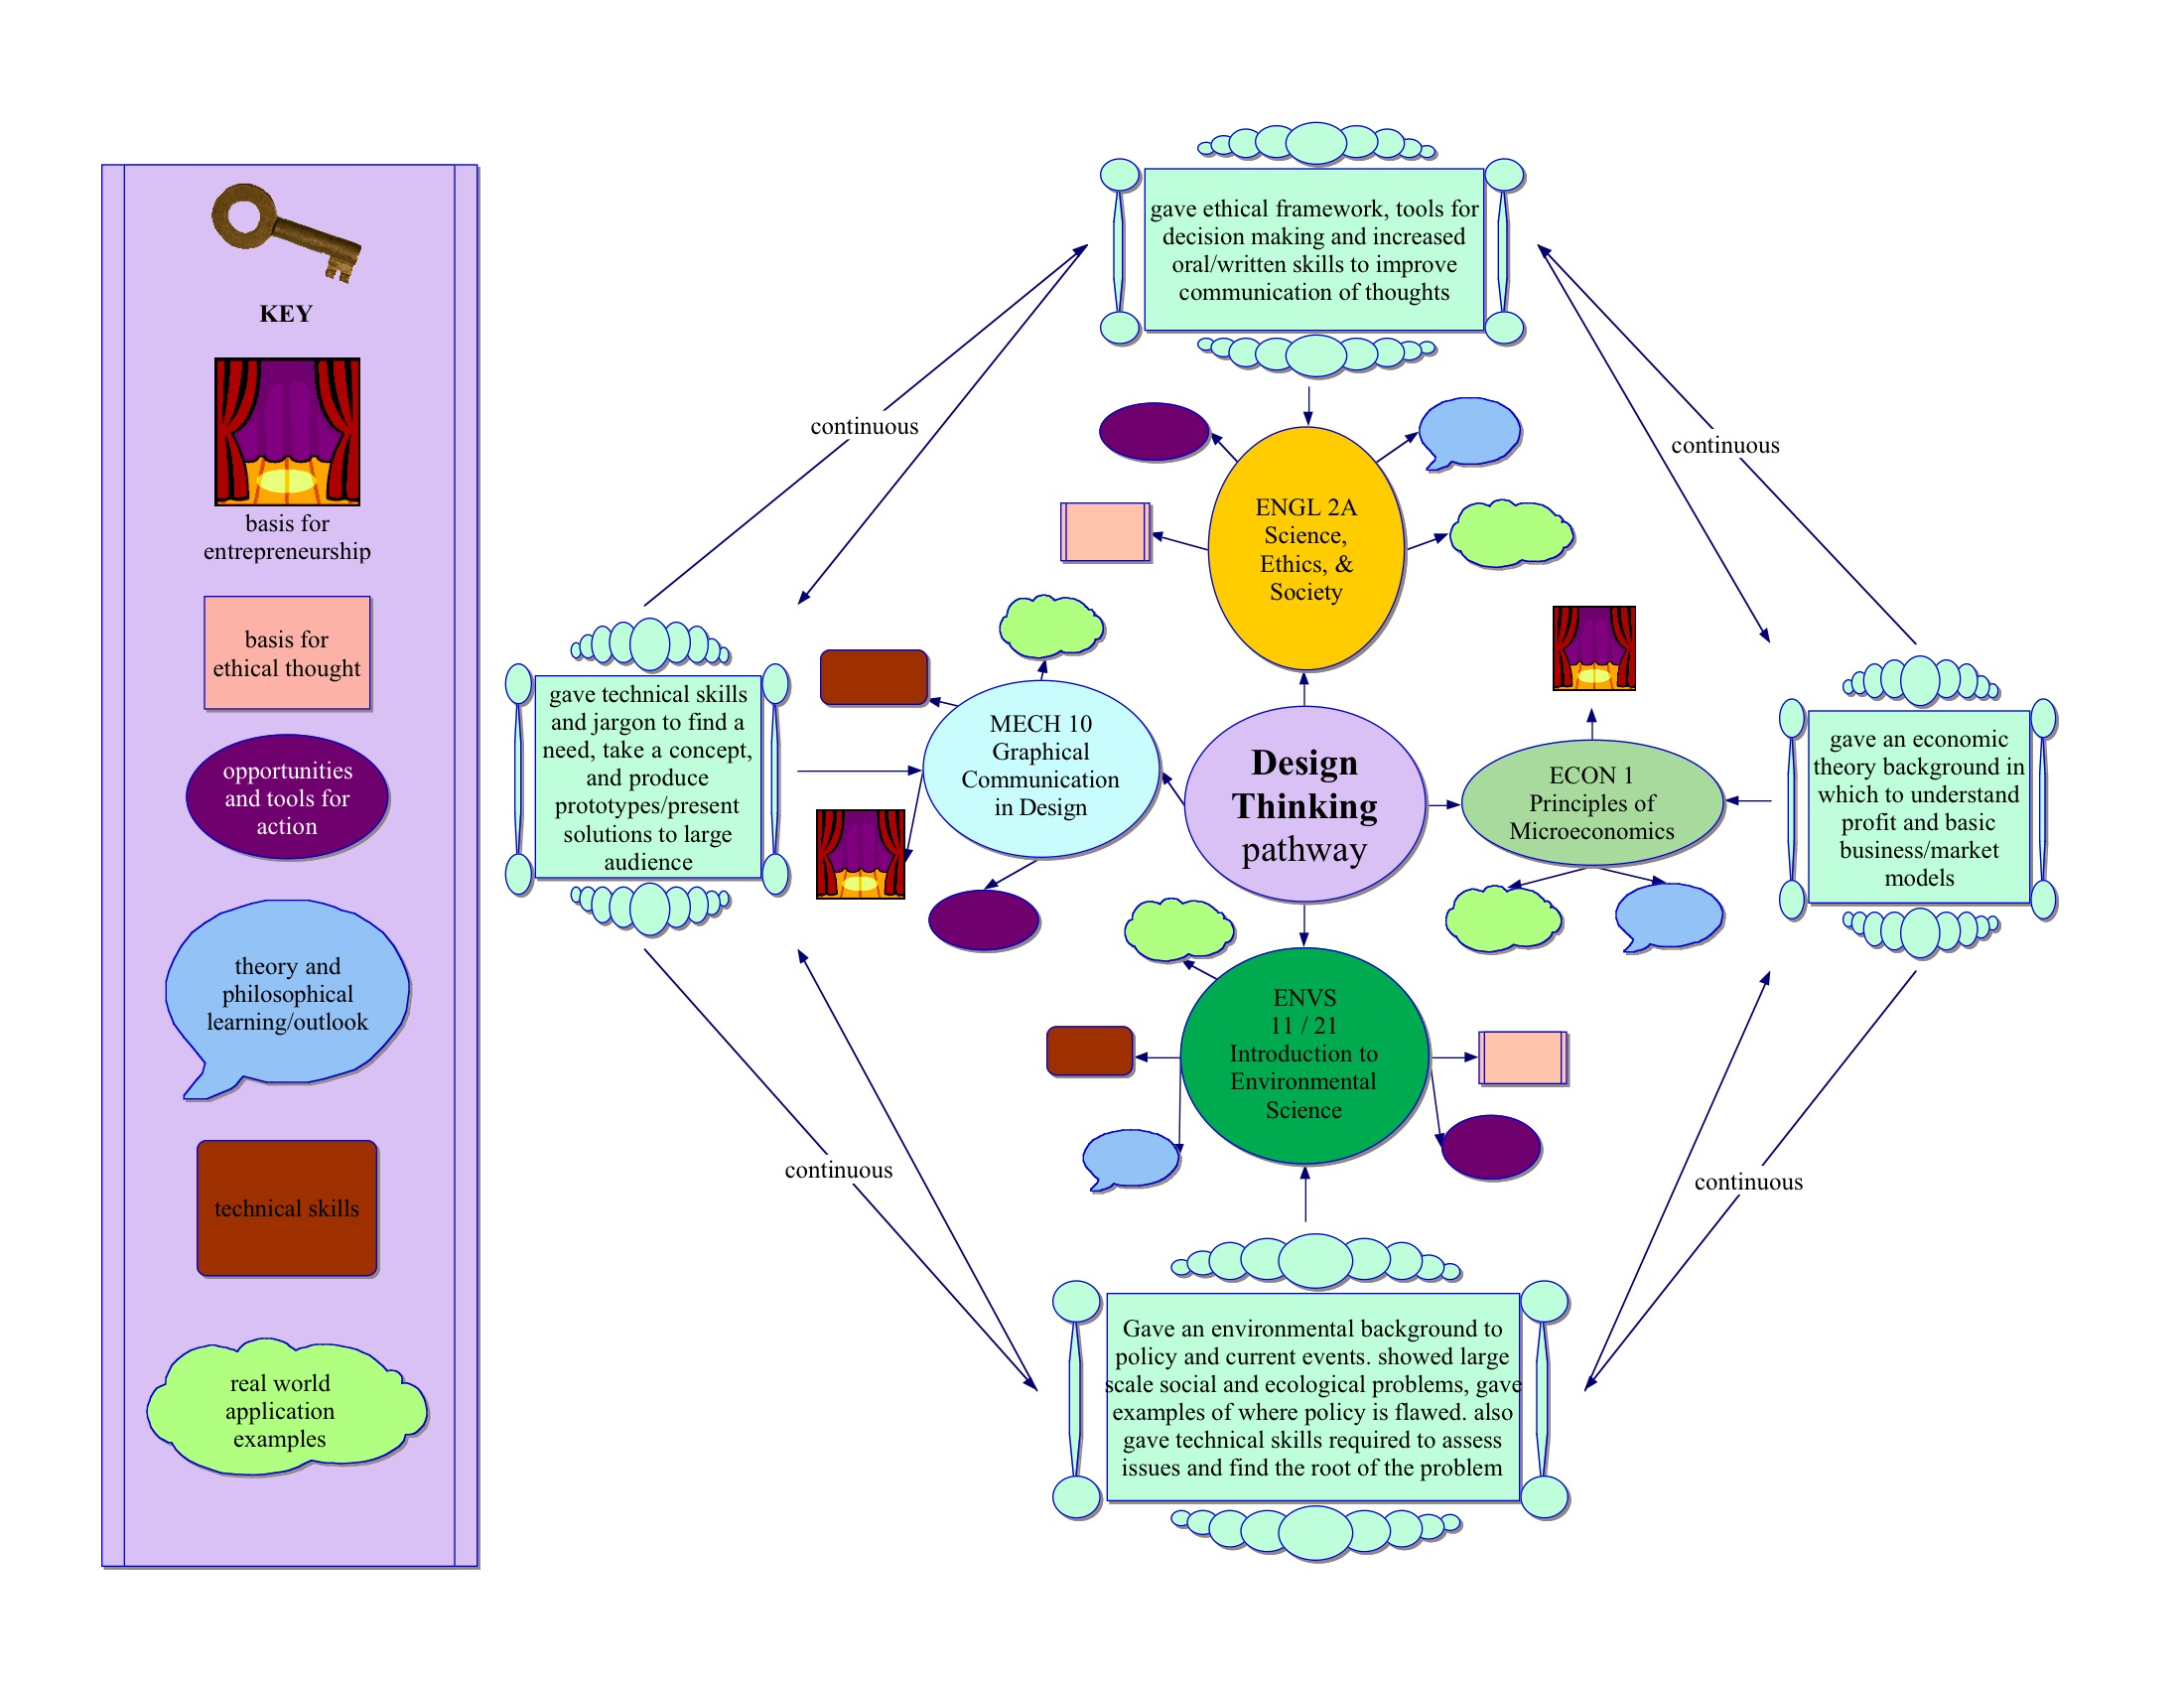 KEY
basis for
entrepreneurship
basis for
ethical thought
opportunities
and tools for
action
theory and
philosophical
learning/outlook
technical skills
real world
application
examples
gave ethical framework, tools for
decision making and increased
oral/written skills to improve
communication of thoughts
continuous
continuous
ENGL 2A
Science,
Ethics, &
Society
gave technical skills
and jargon to find a
need, take a concept,
and produce
prototypes/present
solutions to large
audience
MECH 10
Graphical
Communication
in Design
Design
Thinking
pathway
ECON 1
Principles of
Microeconomics
gave an economic
theory background in
which to understand
profit and basic
business/market
models
ENVS
11 / 21
Introduction to
Environmental
Science
continuous
continuous
Gave an environmental background to
policy and current events. showed large
scale social and ecological problems, gave
examples of where policy is flawed. also
gave technical skills required to assess
issues and find the root of the problem